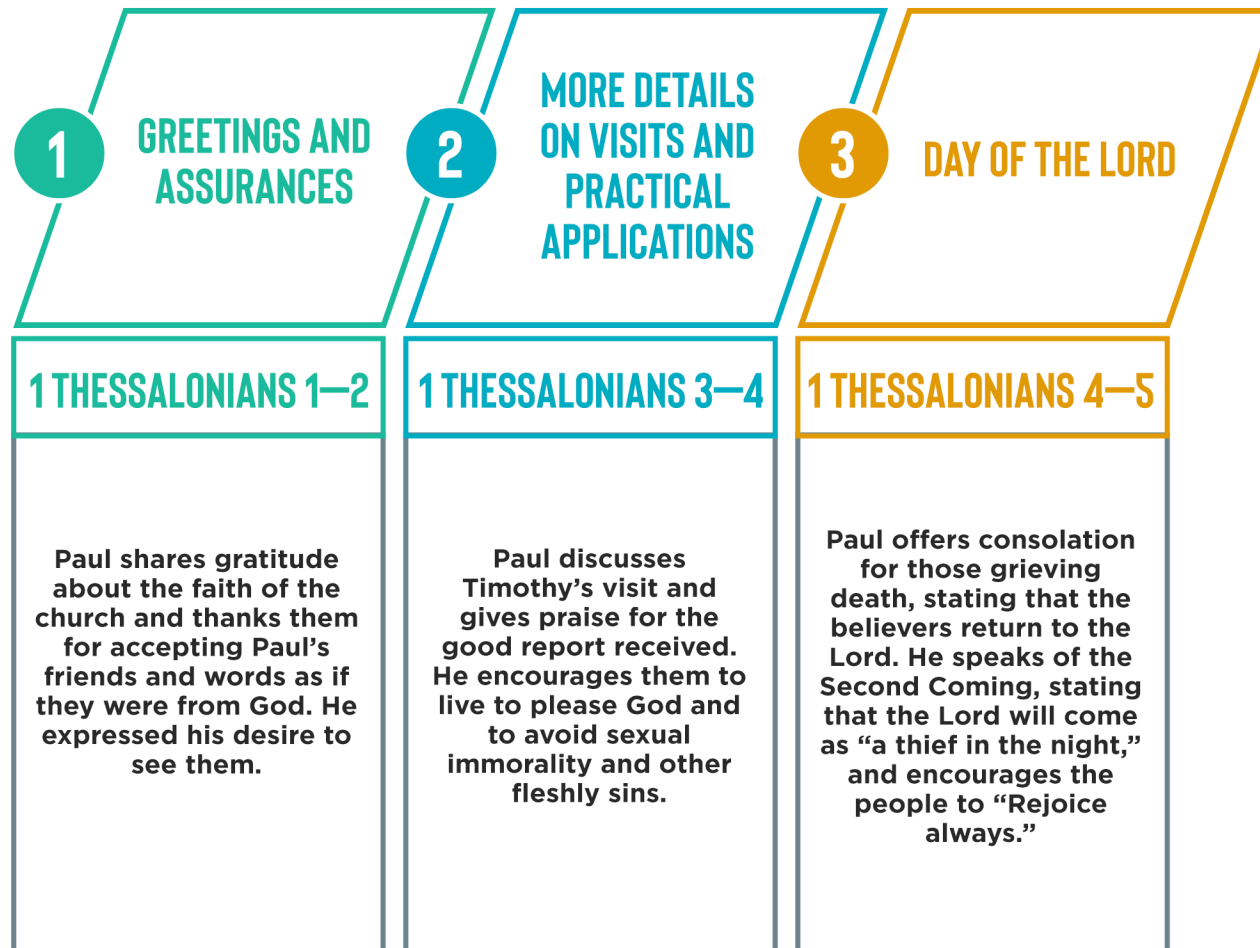 1
GREETINGS AND
ASSURANCES
2
MORE DETAILS
ON VISITS AND
PRACTICAL
APPLICATIONS
3
DAY OF THE LORD
1 THESSALONIANS 1—2
Paul shares gratitude
about the faith of the
church and thanks them
for accepting Paul’s
friends and words as if
they were from God. He
expressed his desire to
see them.
1 THESSALONIANS 3—4
Paul discusses
Timothy’s visit and
gives praise for the
good report received.
He encourages them to
live to please God and
to avoid sexual
immorality and other
fleshly sins.
1 THESSALONIANS 4—5
Paul offers consolation
for those grieving
death, stating that the
believers return to the
Lord. He speaks of the
Second Coming, stating
that the Lord will come
as “a thief in the night,”
and encourages the
people to “Rejoice
always.”